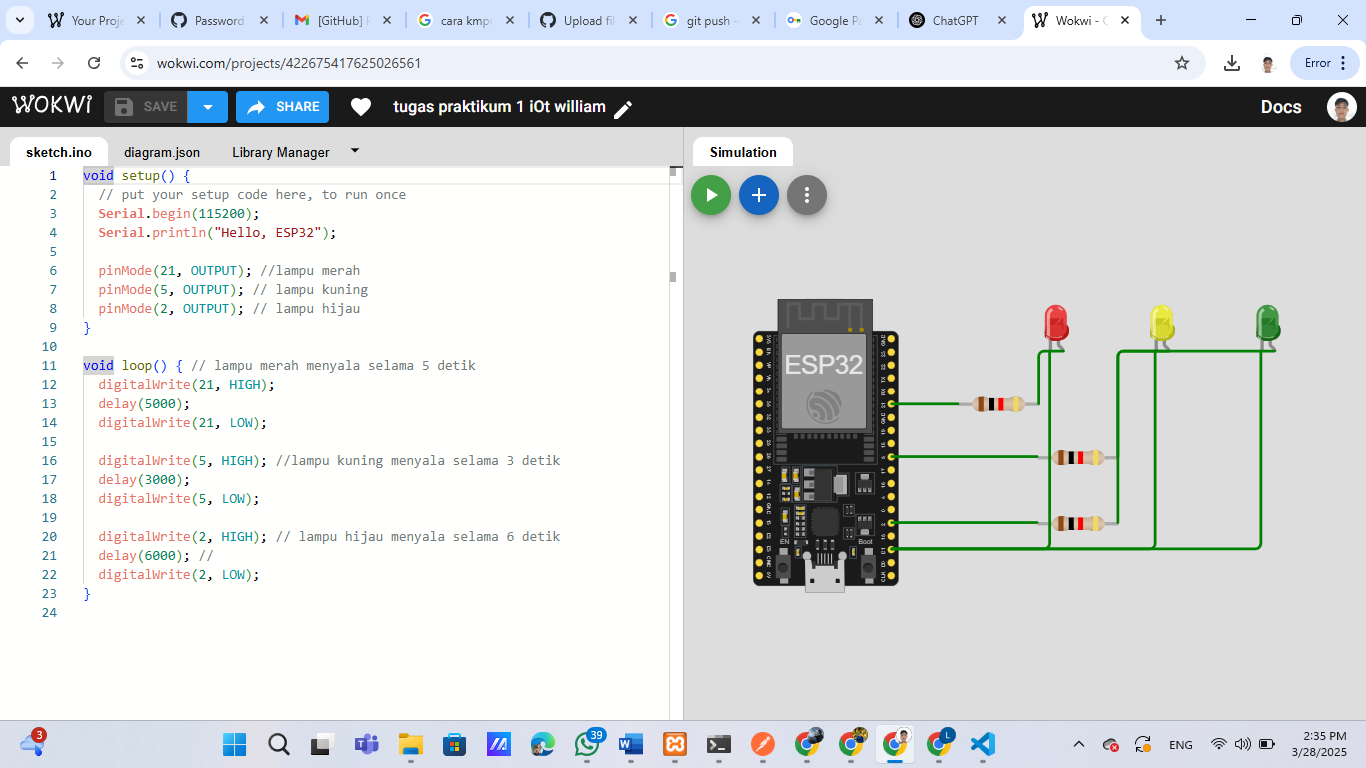 Your Proje
Password
[GitHub] P
cara kmpr
Upload fil
git push -
Google Pa
ChatGPT
Wokwi - C
wokwi.com/projects/422675417625026561
Error
WOKWI
SAVE
SHARE
tugas praktikum 1 iOt william
Docs
sketch.ino
diagram.json
Library Manager
Simulation
1 void setup() {
2 // put your setup code here, to run once
3 Serial.begin(115200);
4 Serial.println("Hello, ESP32");
5
6 pinMode(21, OUTPUT); //lampu merah
7 pinMode(5, OUTPUT); // lampu kuning
8 pinMode(2, OUTPUT); // lampu hijau
9 }
10
11 void loop() { // lampu merah menyala selama 5 detik
12 digitalWrite(21, HIGH);
13 delay(5000);
14 digitalWrite(21, LOW);
15
16 digitalWrite(5, HIGH); //lampu kuning menyala selama 3 detik
17 delay(3000);
18 digitalWrite(5, LOW);
19
20 digitalWrite(2, HIGH); // lampu hijau menyala selama 6 detik
21 delay(6000); //
22 digitalWrite(2, LOW);
23 }
24
ESP32
EN
Boot
3
39
L
ENG
2:35 PM
3/28/2025